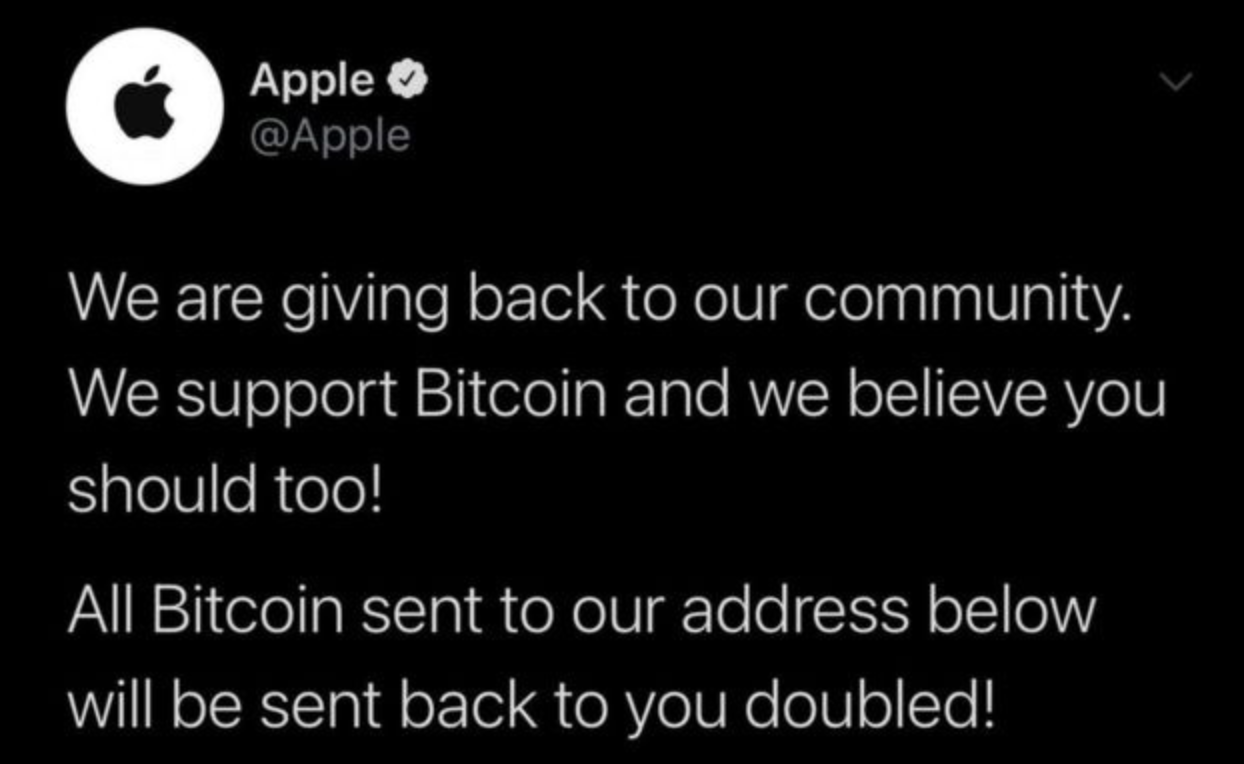 Apple
@Apple
We are giving back to our community.
We support Bitcoin and we believe you
should too!
All Bitcoin sent to our address below
will be sent back to you doubled!